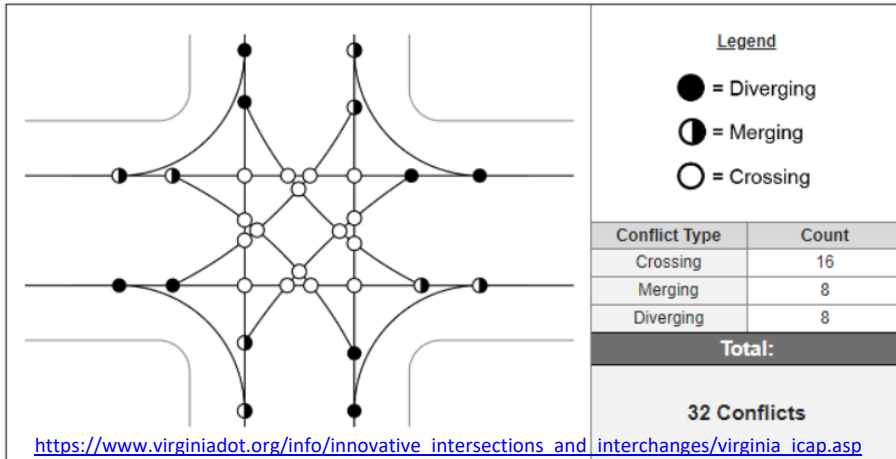 Legend
= Diverging
= Merging
= Crossing
Conflict Type Count
Crossing 16
Merging 8
Diverging 8
Total:
32 Conflicts
https://www.virginiadot.org/info/innovative_intersections_and_interchanges/virginia_icap.asp